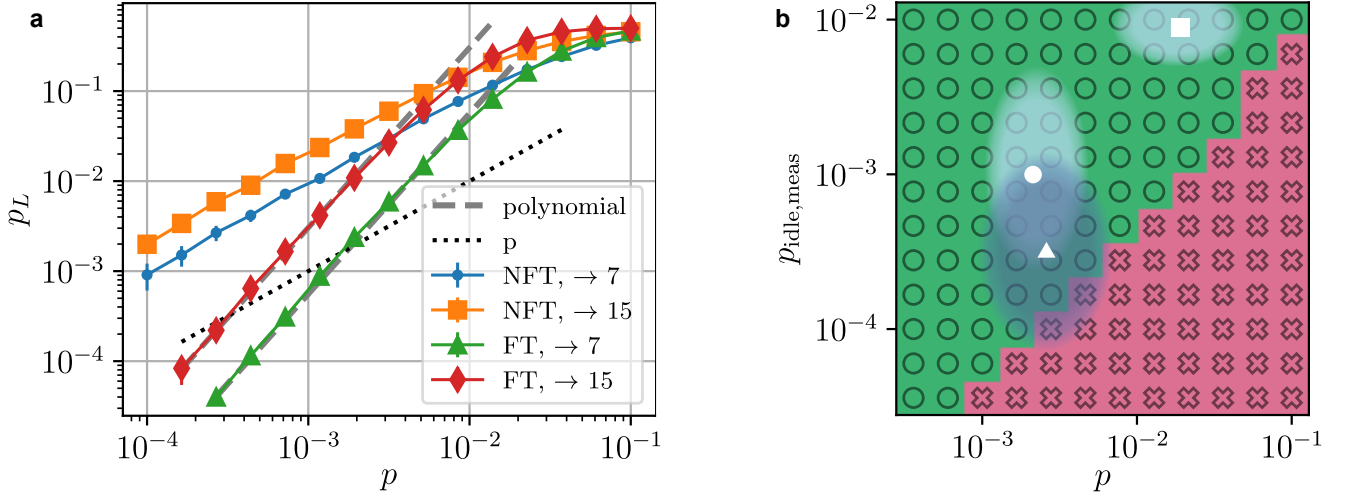 a
10⁻¹
10⁻²
10⁻³
10⁻⁴
p_L
polynomial
p
NFT, → 7
NFT, → 15
FT, → 7
FT, → 15
10⁻⁴
10⁻³
10⁻²
10⁻¹
p
b
10⁻²
10⁻³
10⁻⁴
p_idle,meas
10⁻³
10⁻²
10⁻¹
p